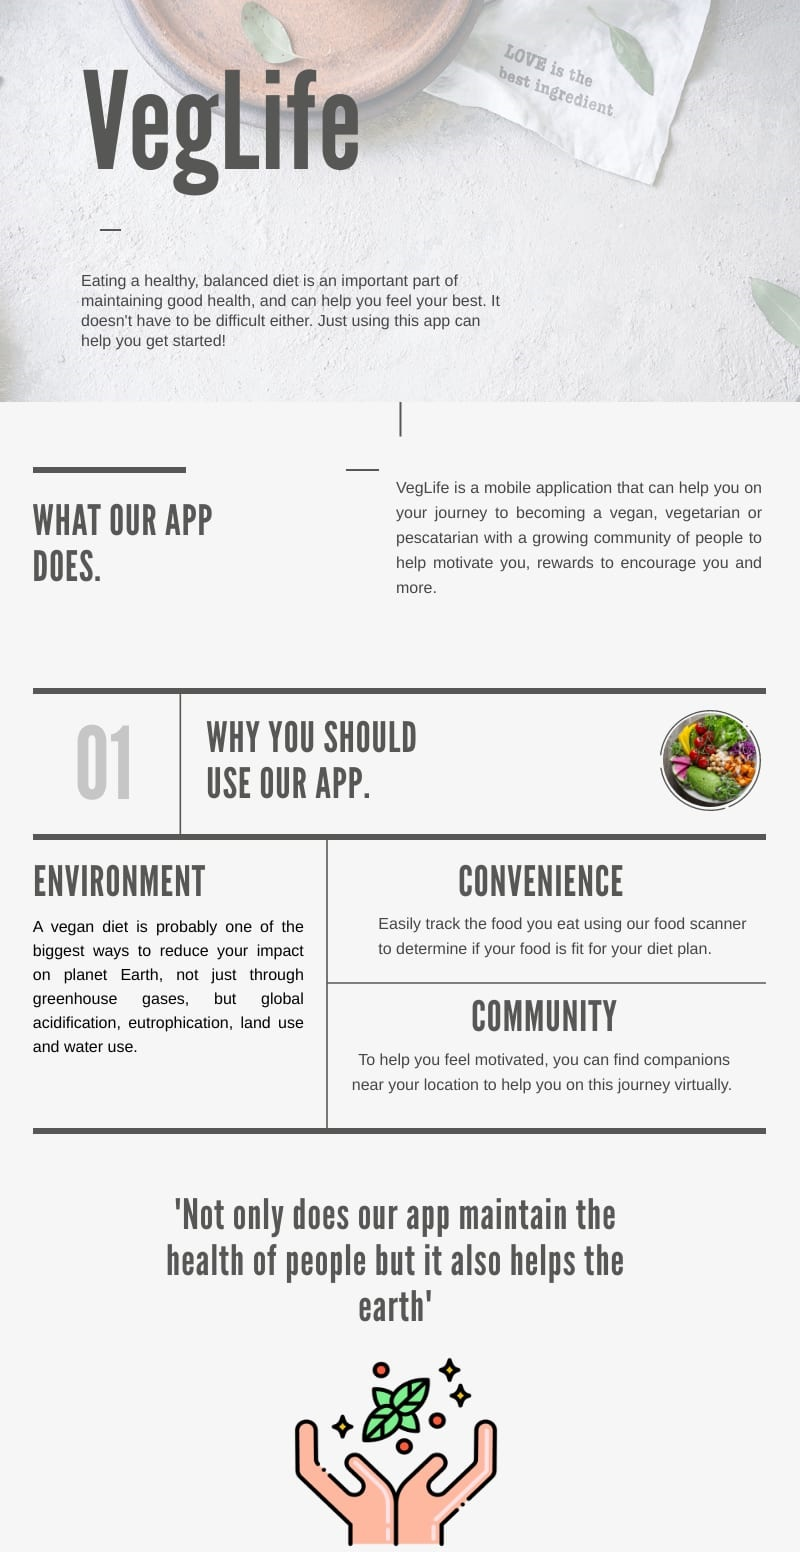 LOVE is the
best ingredient
VegLife
Eating a healthy, balanced diet is an important part of
maintaining good health, and can help you feel your best. It
doesn't have to be difficult either. Just using this app can
help you get started!
WHAT OUR APP
DOES.
VegLife is a mobile application that can help you on
your journey to becoming a vegan, vegetarian or
pescatarian with a growing community of people to
help motivate you, rewards to encourage you and
more.
01
WHY YOU SHOULD
USE OUR APP.
ENVIRONMENT
A vegan diet is probably one of the
biggest ways to reduce your impact
on planet Earth, not just through
greenhouse gases, but global
acidification, eutrophication, land use
and water use.
CONVENIENCE
Easily track the food you eat using our food scanner
to determine if your food is fit for your diet plan.
COMMUNITY
To help you feel motivated, you can find companions
near your location to help you on this journey virtually.
'Not only does our app maintain the
health of people but it also helps the
earth'